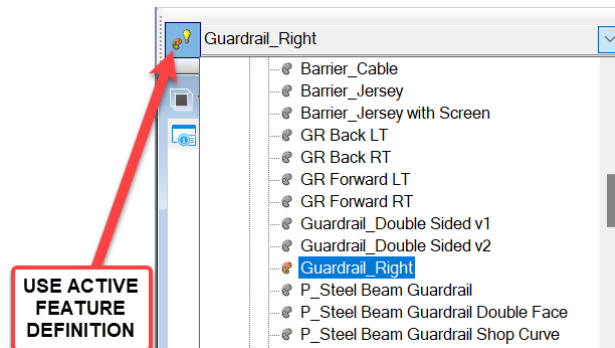 Guardrail_Right
Barrier_Cable
Barrier_Jersey
Barrier_Jersey with Screen
GR Back LT
GR Back RT
GR Forward LT
GR Forward RT
Guardrail_Double Sided v1
Guardrail_Double Sided v2
Guardrail_Right
P_Steel Beam Guardrail
P_Steel Beam Guardrail Double Face
P_Steel Beam Guardrail Shop Curve
USE ACTIVE
FEATURE
DEFINITION